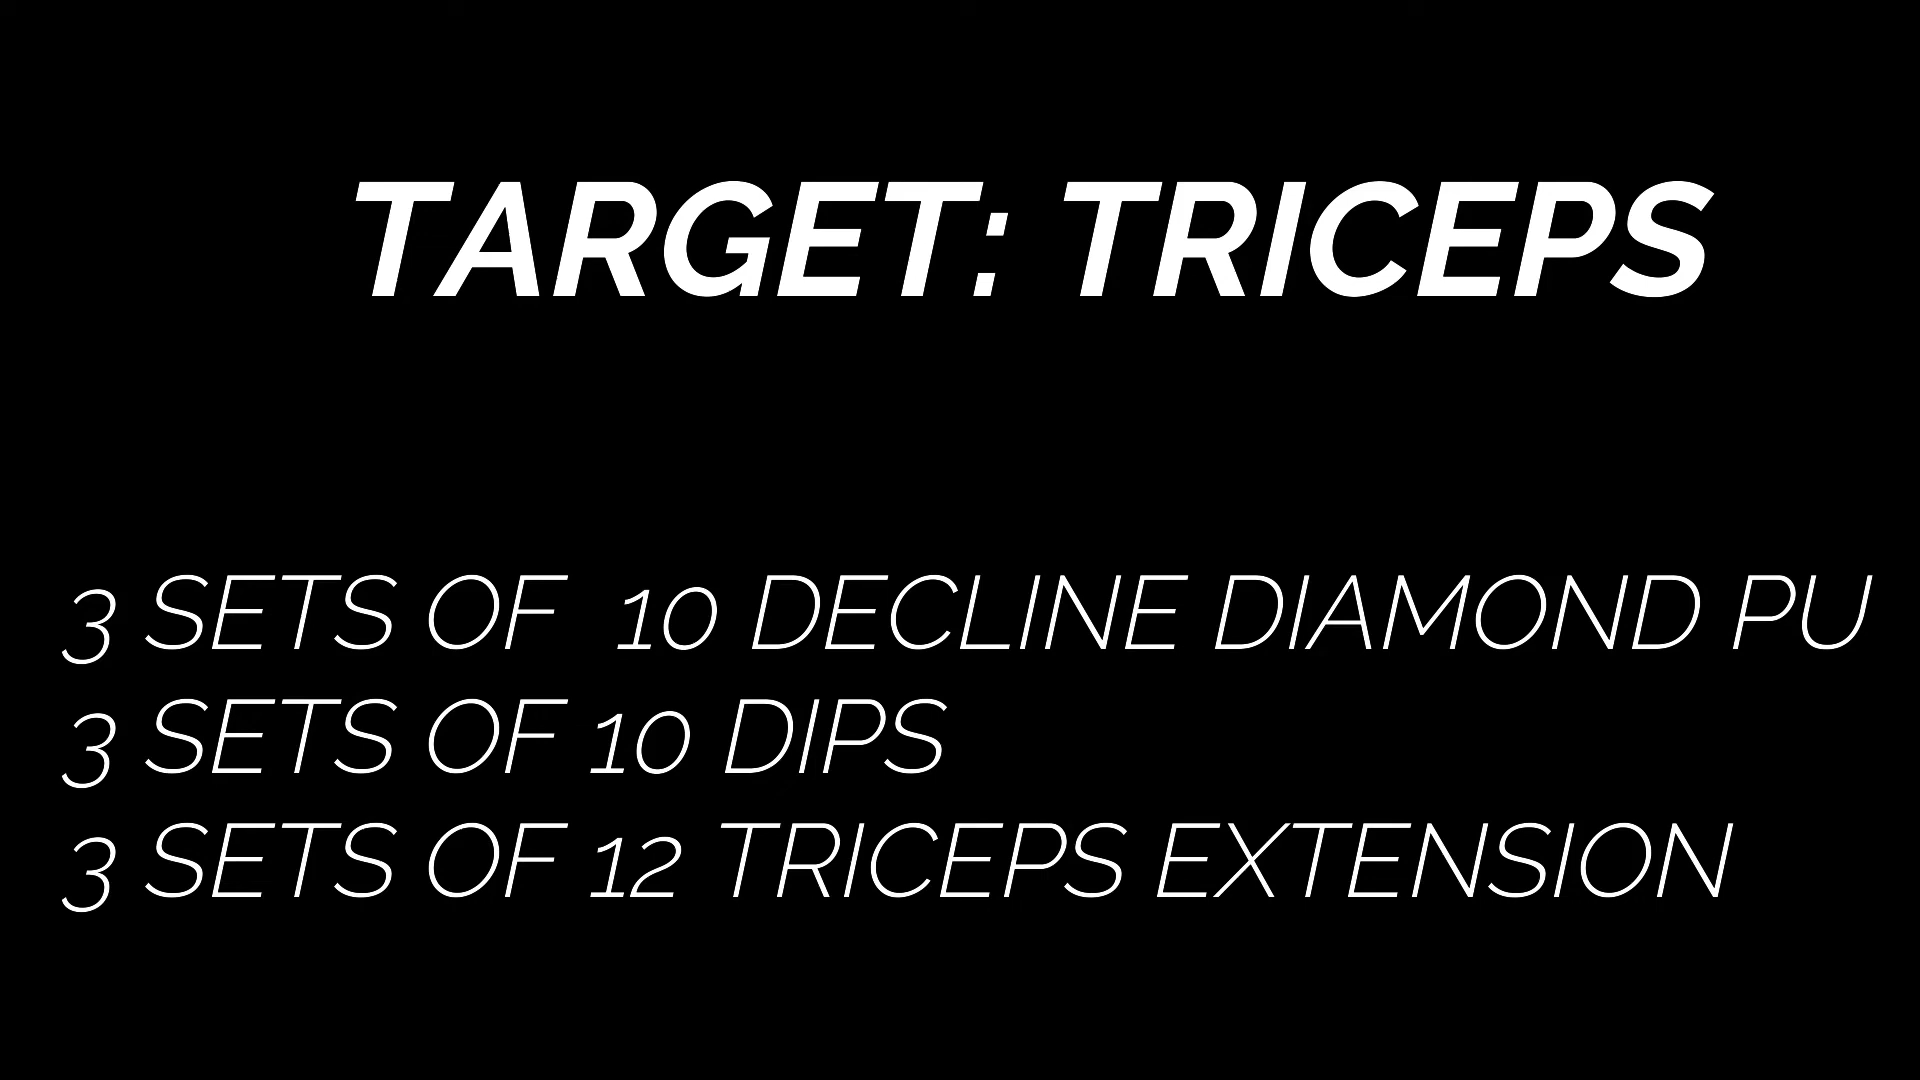 TARGET: TRICEPS
3 SETS OF  10 DECLINE DIAMOND PU
3 SETS OF 10 DIPS
3 SETS OF 12 TRICEPS EXTENSION